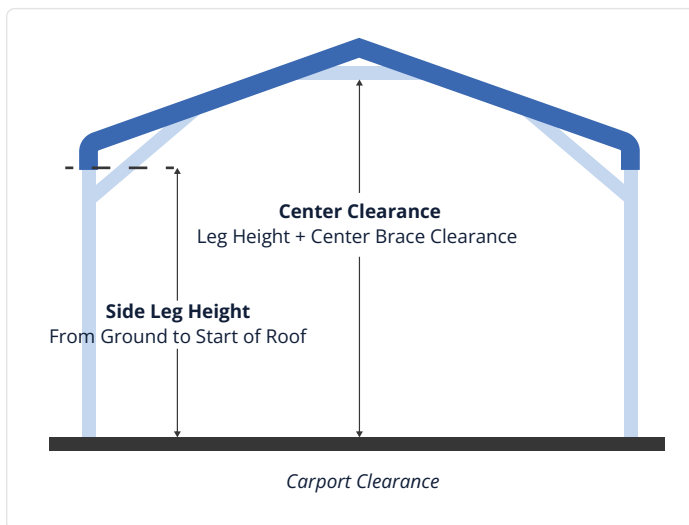 Center Clearance
Leg Height + Center Brace Clearance
Side Leg Height
From Ground to Start of Roof
Carport Clearance